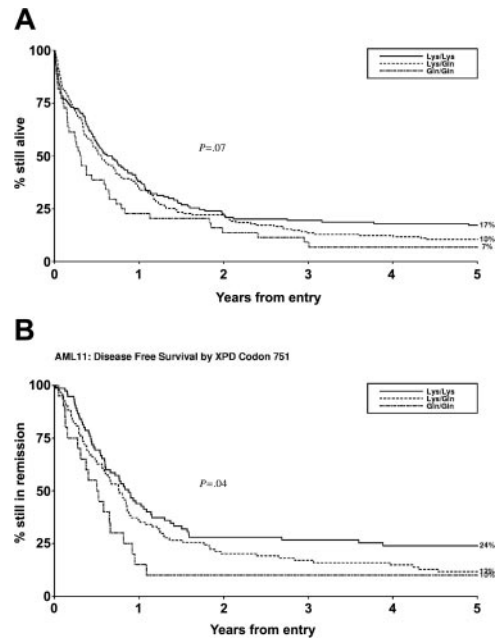 A
Lys/Lys
Lys/Gln
Gln/Gln
100
75
50
25
0
% still alive
P=.07
17%
10%
7%
0 1 2 3 4 5
Years from entry
B
AML11: Disease Free Survival by XPD Codon 751
Lys/Lys
Lys/Gln
Gln/Gln
100
75
50
25
0
% still in remission
P=.04
24%
0 1 2 3 4 5
Years from entry